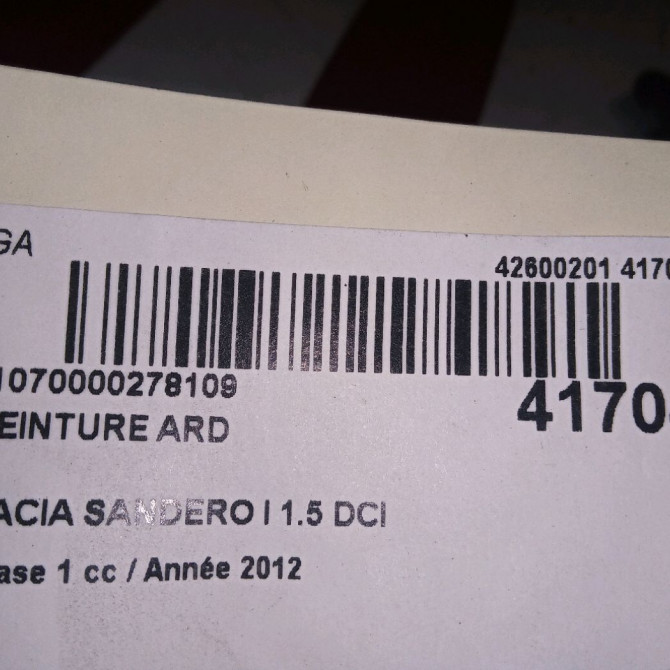 GA
42600201 4170
1070000278109
4170
EINTURE ARD
ACIA SANDERO I 1.5 DCI
ase 1 cc / Année 2012